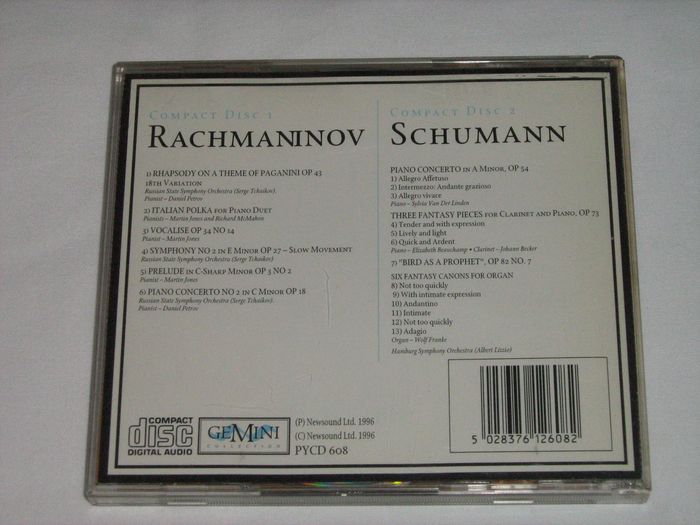 COMPACT DISC 1
RACHMANINOV
1) RHAPSODY ON A THEME OF PAGANINI OP 43
18TH VARIATION
Russian State Symphony Orchestra (Serge Tchaikov).
Pianist – Daniel Petrov
2) ITALIAN POLKA FOR PIANO DUET
Pianists – Martin Jones and Richard McMahon
3) VOCALISE OP 34 NO 14
Pianist – Martin Jones
4) SYMPHONY NO 2 IN E MINOR OP 27 – SLOW MOVEMENT
Russian State Symphony Orchestra (Serge Tchaikov)
5) PRELUDE IN C-SHARP MINOR OP 3 NO 2
Pianist – Martin Jones
6) PIANO CONCERTO NO 2 IN C MINOR OP 18
Russian State Symphony Orchestra (Serge Tchaikov).
Pianist – Daniel Petrov
COMPACT DISC 2
SCHUMANN
PIANO CONCERTO IN A MINOR, OP 54
1) Allegro Affetuso
2) Intermezzo: Andante grazioso
3) Allegro vivare
Piano – Sylvia Van Der Linden
THREE FANTASY PIECES FOR CLARINET AND PIANO, OP 73
4) Tender and with expression
5) Lively and light
6) Quick and Ardent
Piano – Elizabeth Beauchamp • Clarinet – Johann Becker
7) "BIRD AS A PROPHET", OP 82 NO. 7
SIX FANTASY CANONS FOR ORGAN
8) Not too quickly
9) With intimate expression
10) Andantino
11) Intimate
12) Not too quickly
13) Adagio
Organ – Wolf Franke
Hamburg Symphony Orchestra (Albert Lizzio)
COMPACT
disc
DIGITAL AUDIO
GEMINI
COLLECTION
(P) Newsound Ltd. 1996
(C) Newsound Ltd. 1996
PYCD 608
5 028376 126082